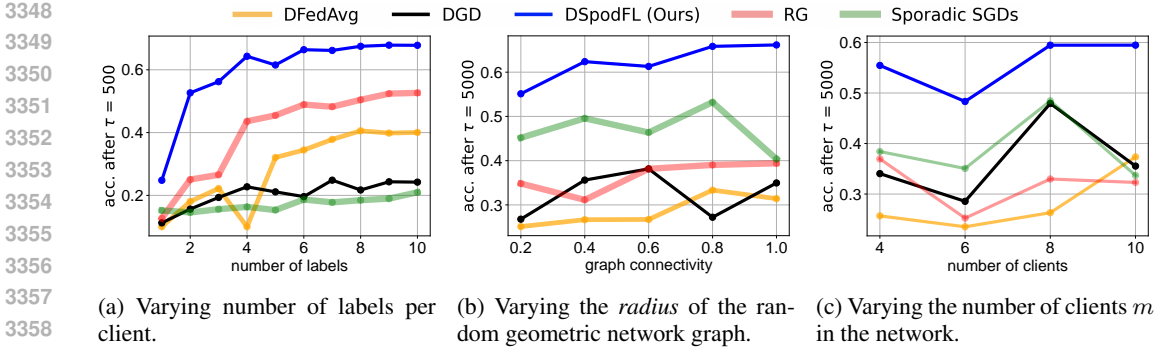 3348
3349
3350
3351
3352
3353
3354
3355
3356
3357
3358
DFedAvg DGD DSpodFL (Ours) RG Sporadic SGDs
acc. after τ = 500
0.6
0.4
0.2
2 4 6 8 10
number of labels
acc. after τ = 5000
0.6
0.5
0.4
0.3
0.2 0.4 0.6 0.8 1.0
graph connectivity
acc. after τ = 5000
0.6
0.5
0.4
0.3
4 6 8 10
number of clients
(a) Varying number of labels per
client.
(b) Varying the radius of the ran-
dom geometric network graph.
(c) Varying the number of clients m
in the network.